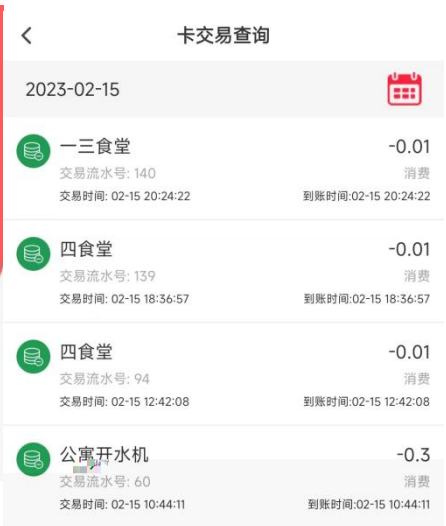 卡交易查询
2023-02-15
一三食堂 -0.01
交易流水号: 140 消费
交易时间: 02-15 20:24:22 到账时间:02-15 20:24:22
四食堂 -0.01
交易流水号: 139 消费
交易时间: 02-15 18:36:57 到账时间:02-15 18:36:57
四食堂 -0.01
交易流水号: 94 消费
交易时间: 02-15 12:42:08 到账时间:02-15 12:42:08
公寓开水机 -0.3
交易流水号: 60 消费
交易时间: 02-15 10:44:11 到账时间:02-15 10:44:11